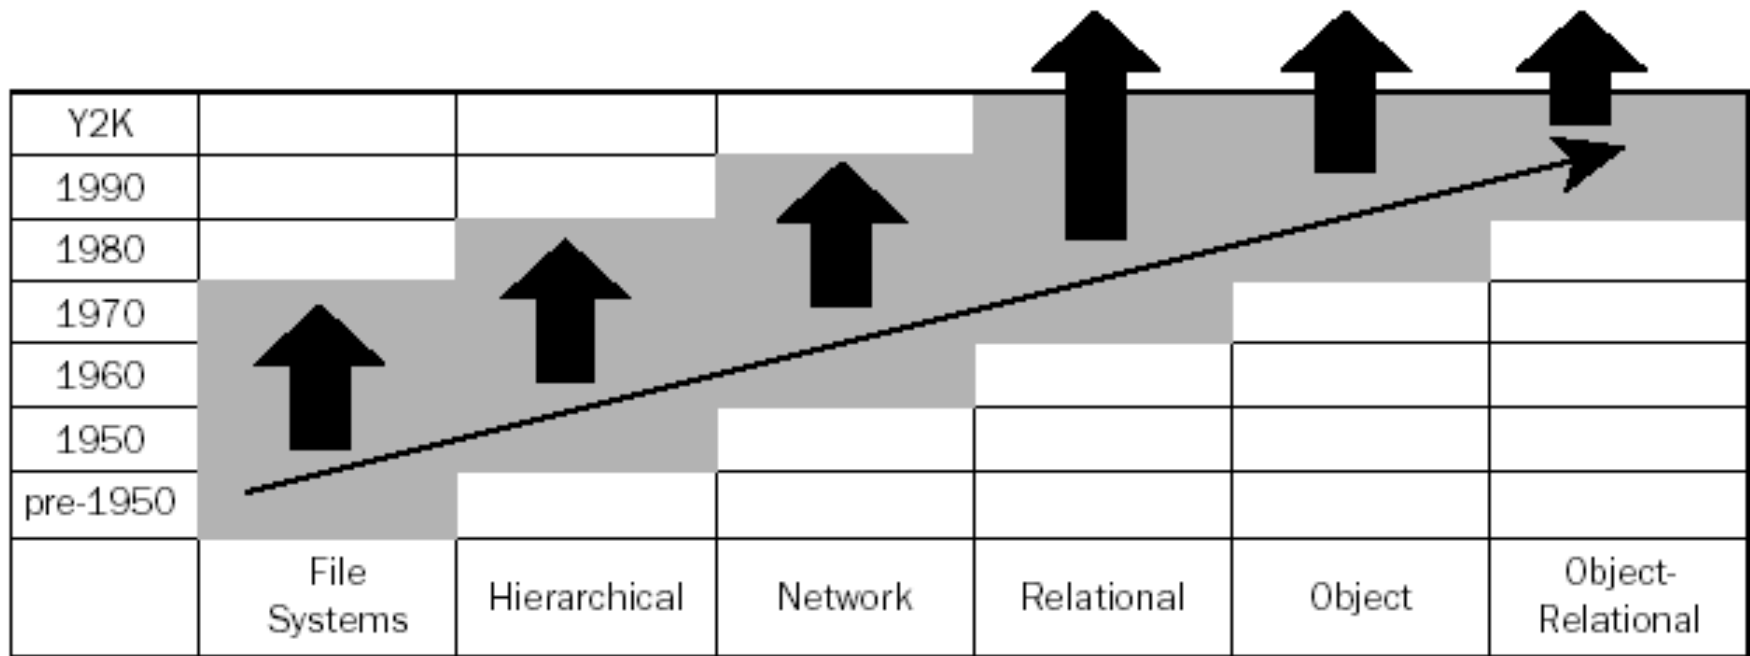 Y2K
1990
1980
1970
1960
1950
pre-1950
File
Systems
Hierarchical
Network
Relational
Object
Object-
Relational